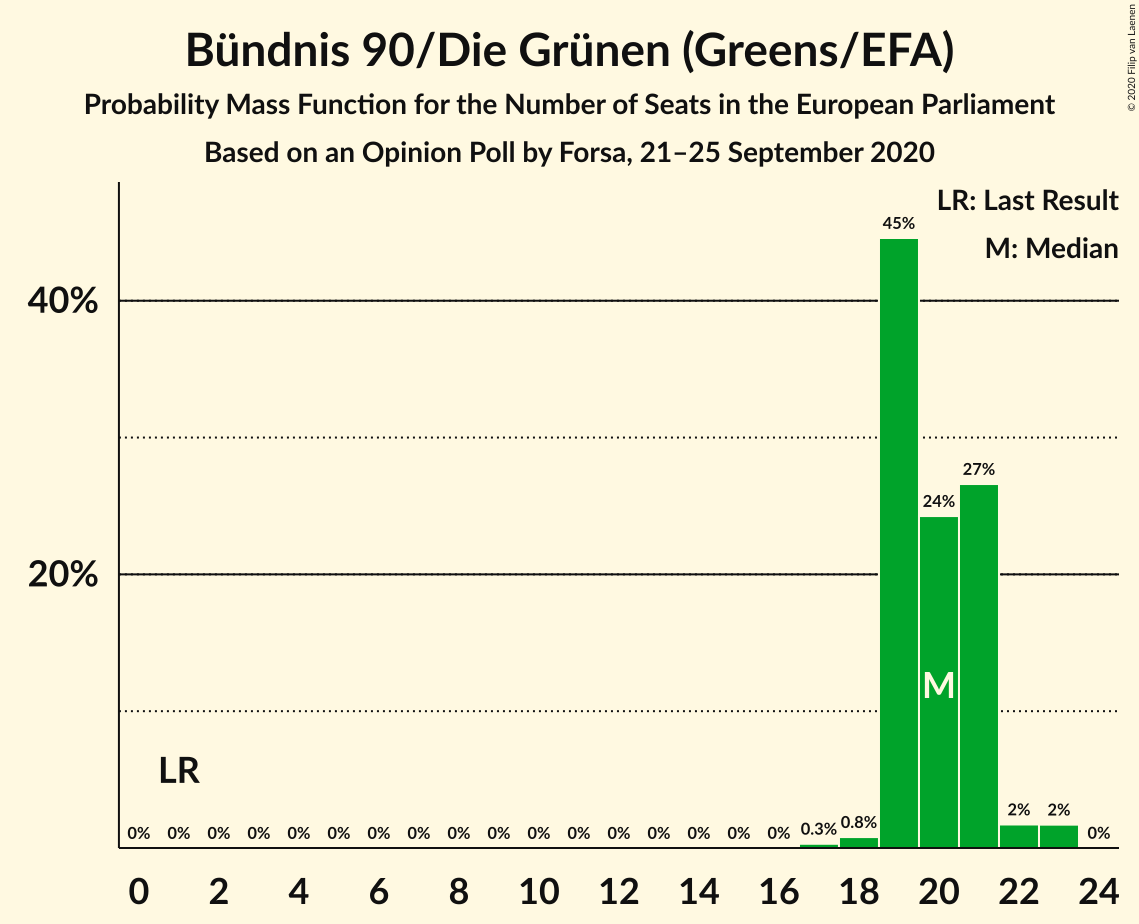 Bündnis 90/Die Grünen (Greens/EFA)
Probability Mass Function for the Number of Seats in the European Parliament
Based on an Opinion Poll by Forsa, 21–25 September 2020
© 2020 Filip van Laenen
LR: Last Result
M: Median
45%
40%
27%
24%
20%
M
LR
0% 0% 0% 0% 0% 0% 0% 0% 0% 0% 0% 0% 0% 0% 0% 0% 0% 0.3% 0.8% 2% 2% 0%
0 2 4 6 8 10 12 14 16 18 20 22 24